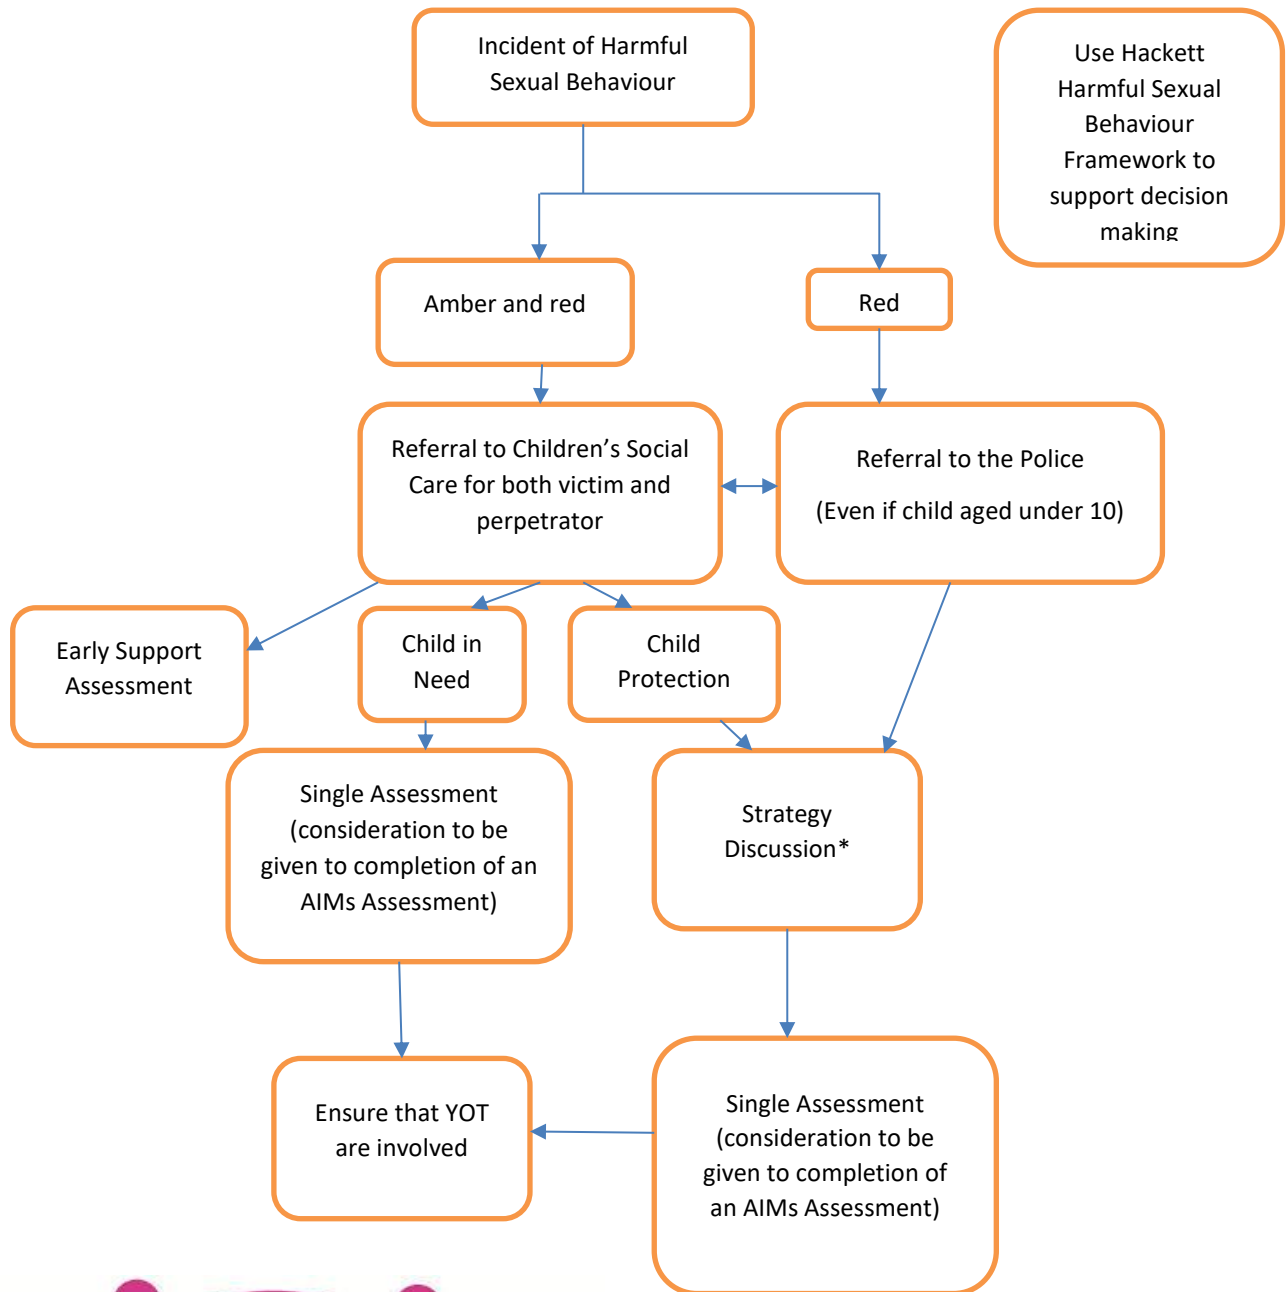 Incident of Harmful
Sexual Behaviour
Use Hackett
Harmful Sexual
Behaviour
Framework to
support decision
making
Amber and red
Red
Referral to Children’s Social
Care for both victim and
perpetrator
Referral to the Police
(Even if child aged under 10)
Early Support
Assessment
Child in
Need
Child
Protection
Single Assessment
(consideration to be
given to completion of an
AIMs Assessment)
Strategy
Discussion*
Ensure that YOT
are involved
Single Assessment
(consideration to be
given to completion of
an AIMs Assessment)